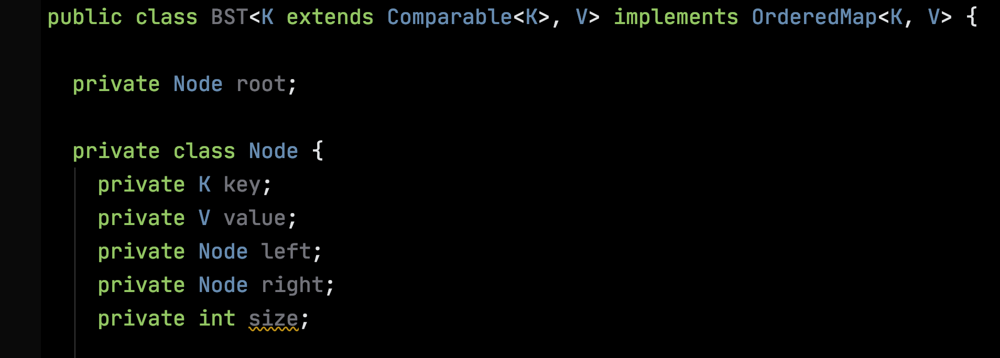 public class BST<K extends Comparable<K>, V> implements OrderedMap<K, V> {
private Node root;
private class Node {
private K key;
private V value;
private Node left;
private Node right;
private int size;